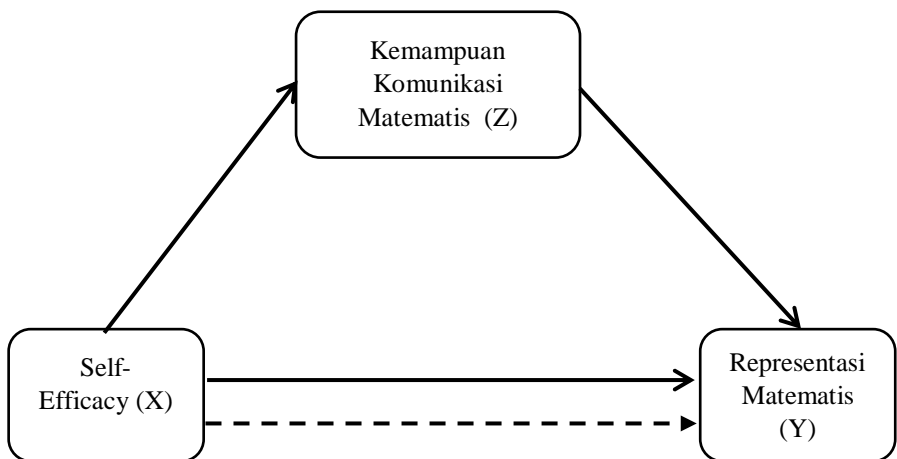 Kemampuan
Komunikasi
Matematis (Z)
Self-
Efficacy (X)
Representasi
Matematis
(Y)